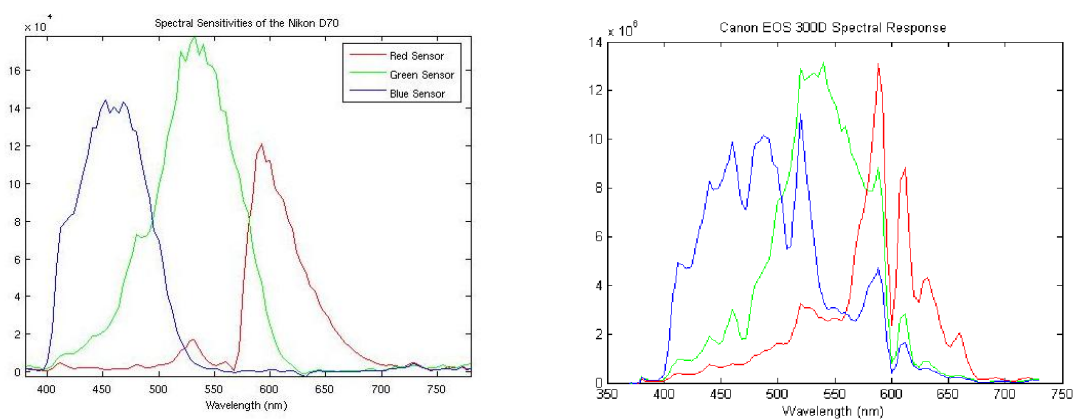 Spectral Sensitivities of the Nikon D70
x 10^4
Red Sensor
Green Sensor
Blue Sensor
16
14
12
10
8
6
4
2
0
400 450 500 550 600 650 700 750
Wavelength (nm)
Canon EOS 300D Spectral Response
x 10^6
14
12
10
8
6
4
2
0
350 400 450 500 550 600 650 700 750
Wavelength (nm)